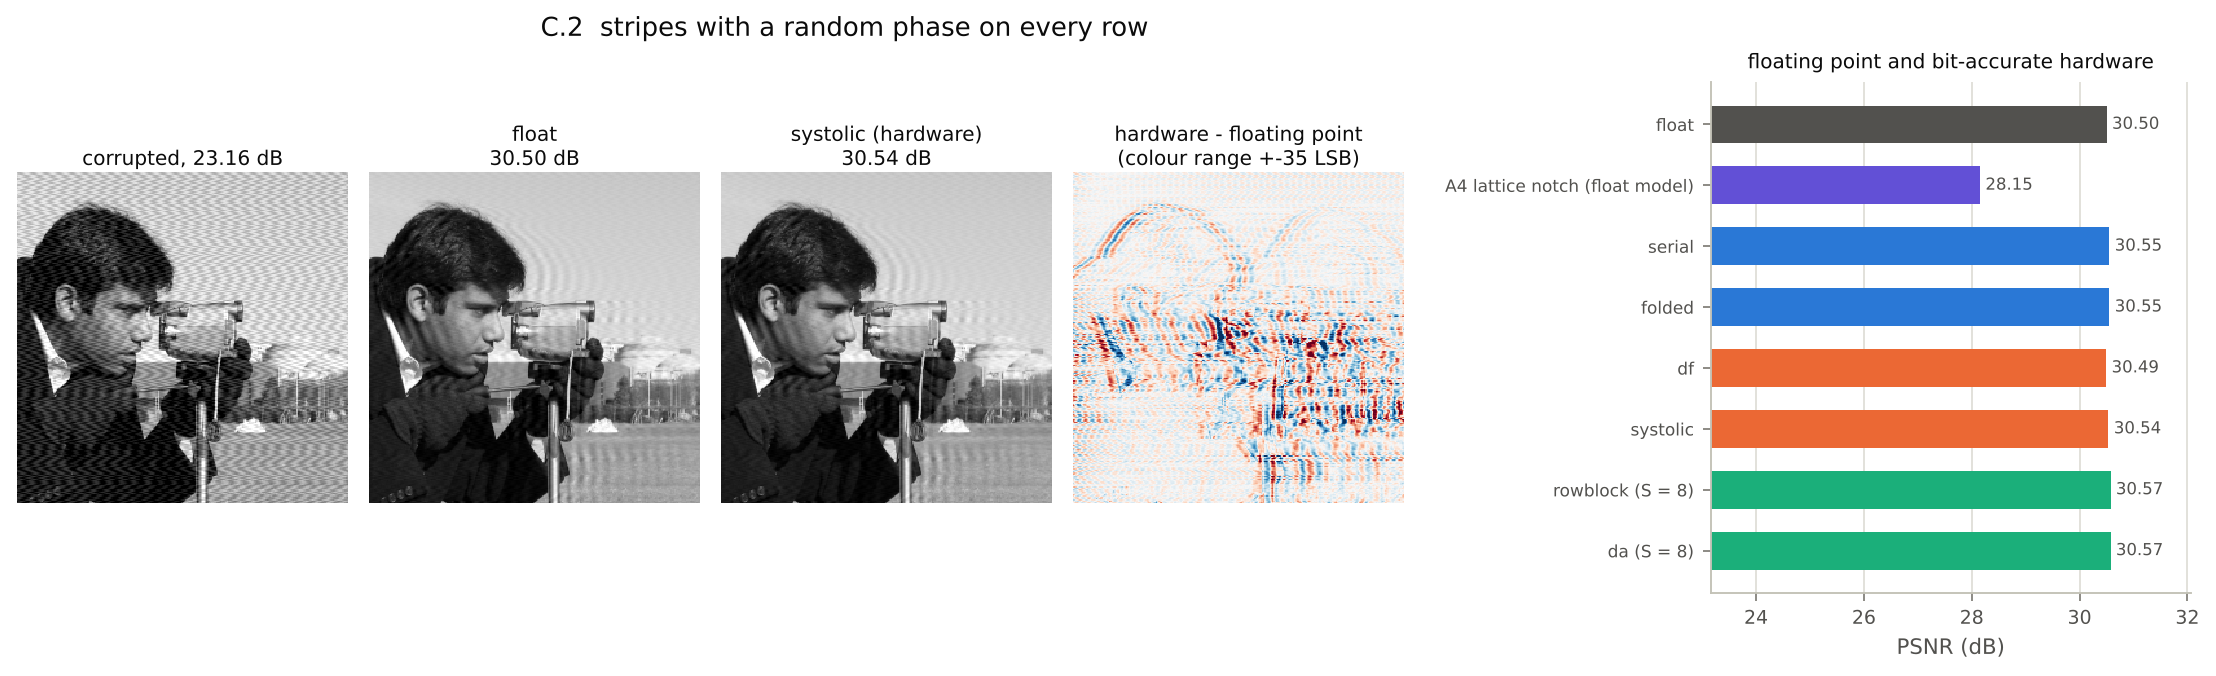 C.2  stripes with a random phase on every row
corrupted, 23.16 dB
float
30.50 dB
systolic (hardware)
30.54 dB
hardware - floating point
(colour range +-35 LSB)
floating point and bit-accurate hardware
float
30.50
A4 lattice notch (float model)
28.15
serial
30.55
folded
30.55
df
30.49
systolic
30.54
rowblock (S = 8)
30.57
da (S = 8)
30.57
24
26
28
30
32
PSNR (dB)